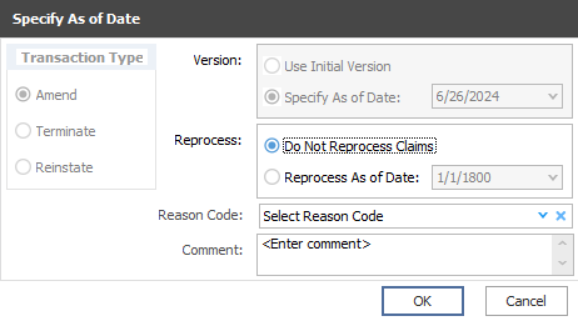 Specify As of Date
Transaction Type
Amend
Terminate
Reinstate
Version:
Use Initial Version
Specify As of Date: 6/26/2024
Reprocess:
Do Not Reprocess Claims
Reprocess As of Date: 1/1/1800
Reason Code: Select Reason Code
Comment: <Enter comment>
OK Cancel